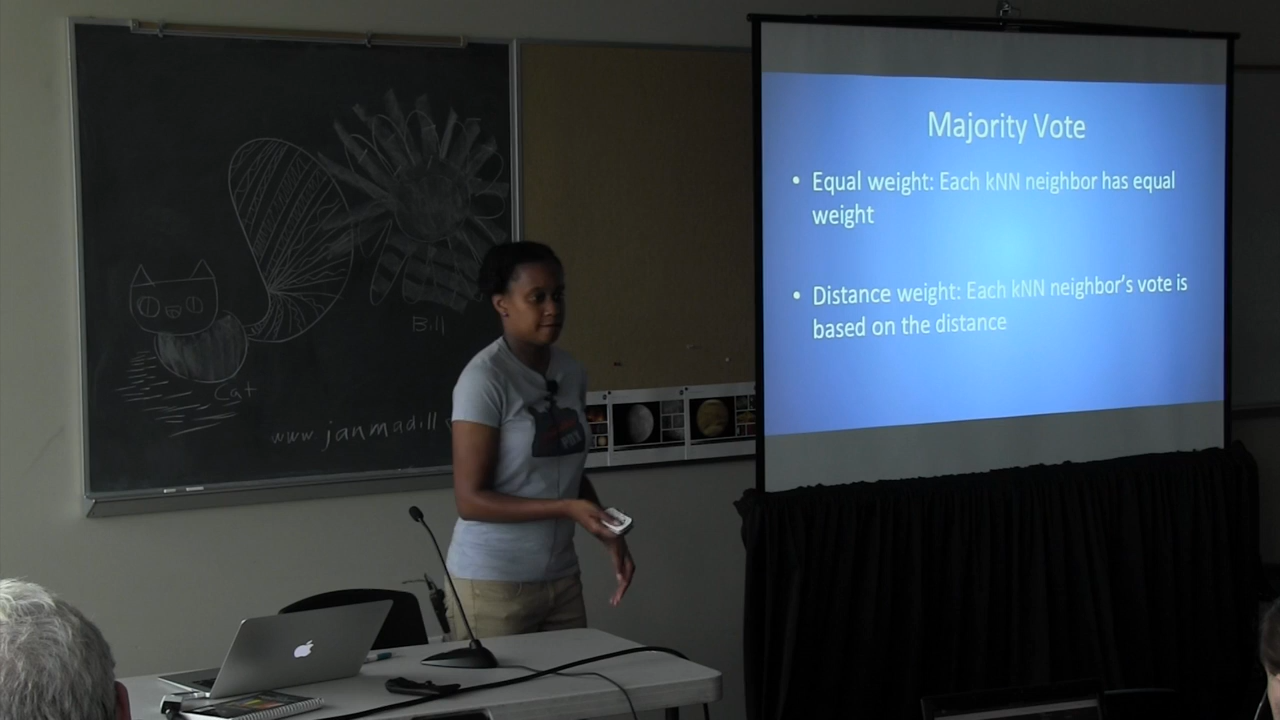 Bill
Cat
www janmadill
Majority Vote
• Equal weight: Each kNN neighbor has equal
weight
• Distance weight: Each kNN neighbor's vote is
based on the distance